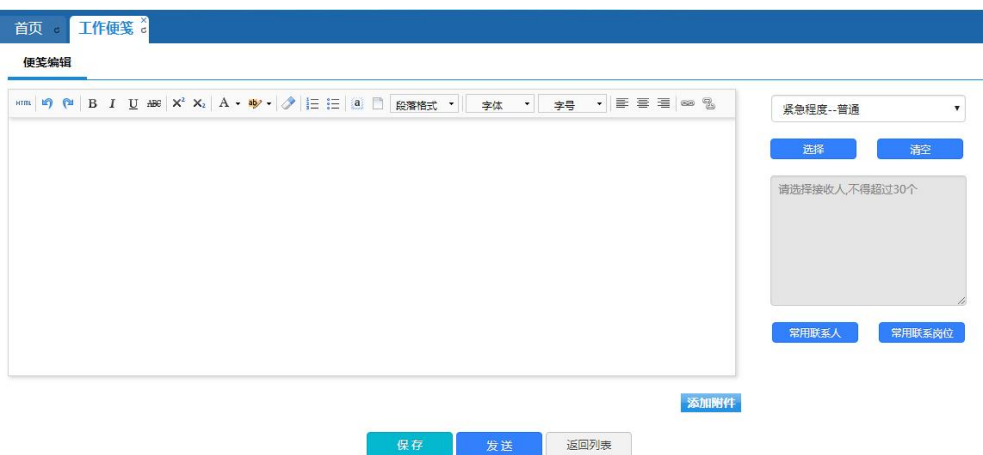 首页 工作便笺
便笺编辑
HTML B I U ABC X² X₂ A ab a 段落格式 字体 字号
紧急程度--普通
选择 清空
请选择接收人,不得超过30个
常用联系人 常用联系岗位
添加附件
保存 发送 返回列表